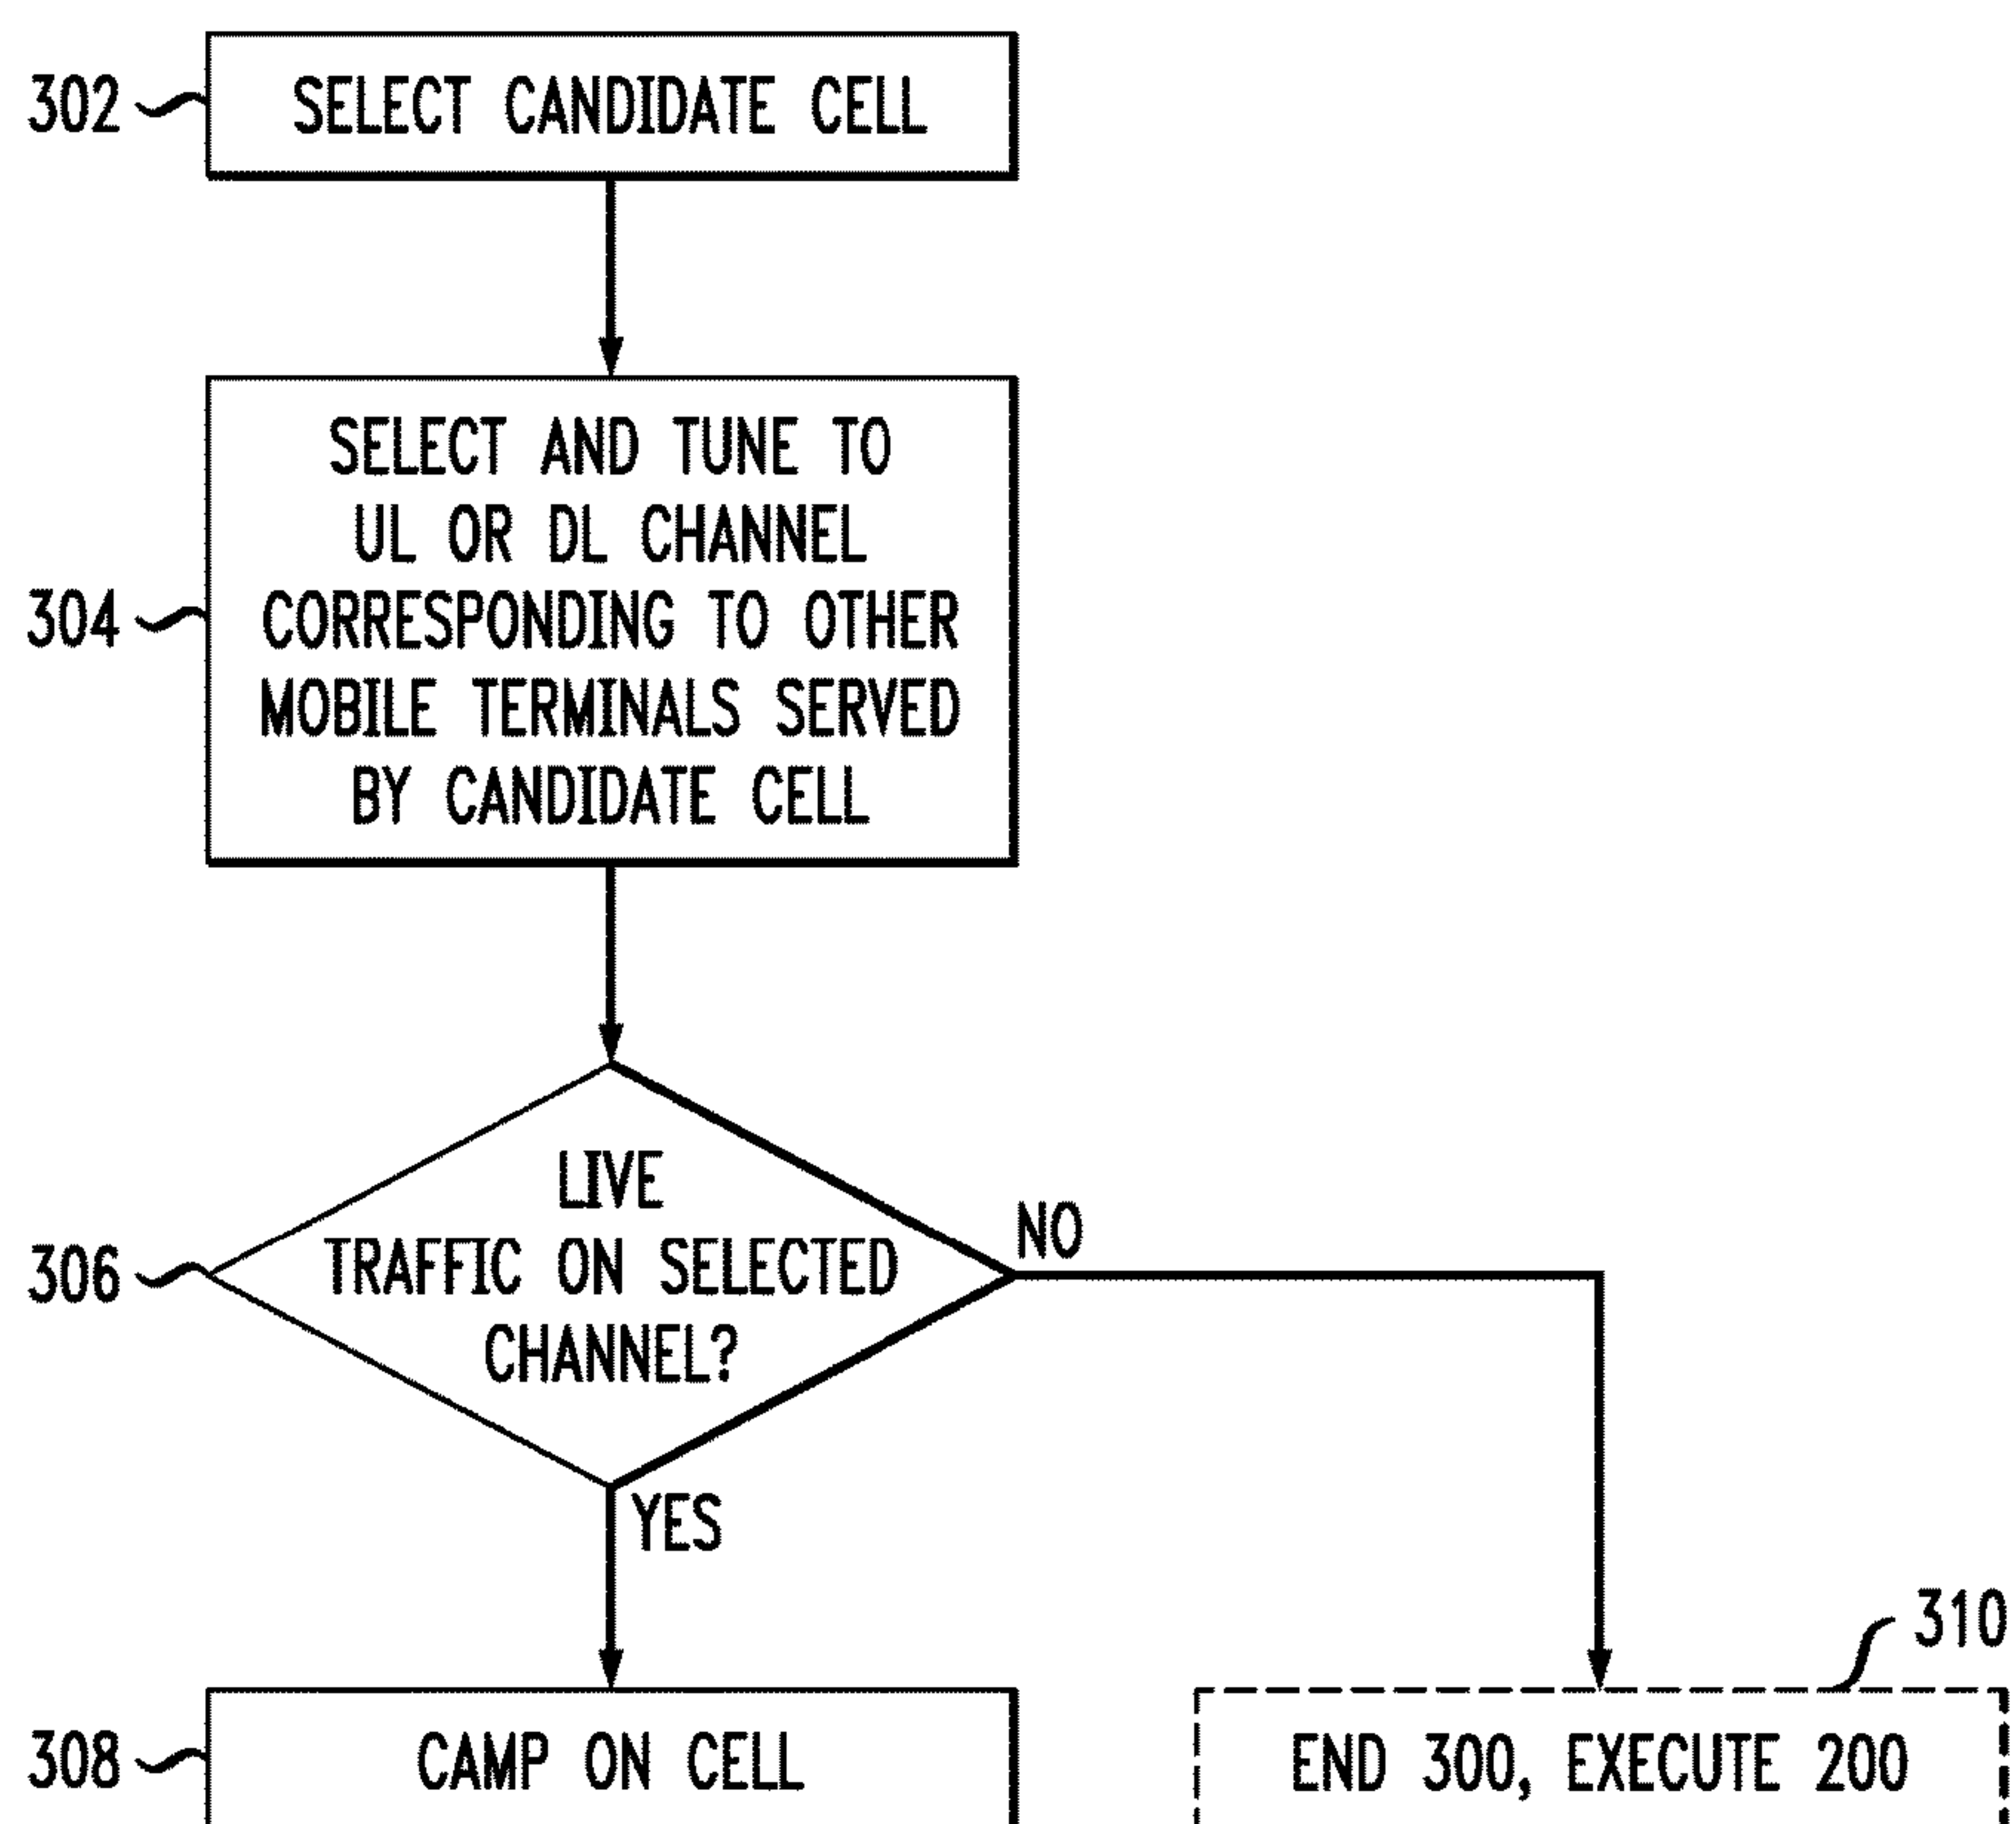 302
SELECT CANDIDATE CELL
304
SELECT AND TUNE TO
UL OR DL CHANNEL
CORRESPONDING TO OTHER
MOBILE TERMINALS SERVED
BY CANDIDATE CELL
306
LIVE
TRAFFIC ON SELECTED
CHANNEL?
NO
YES
308
CAMP ON CELL
310
END 300, EXECUTE 200